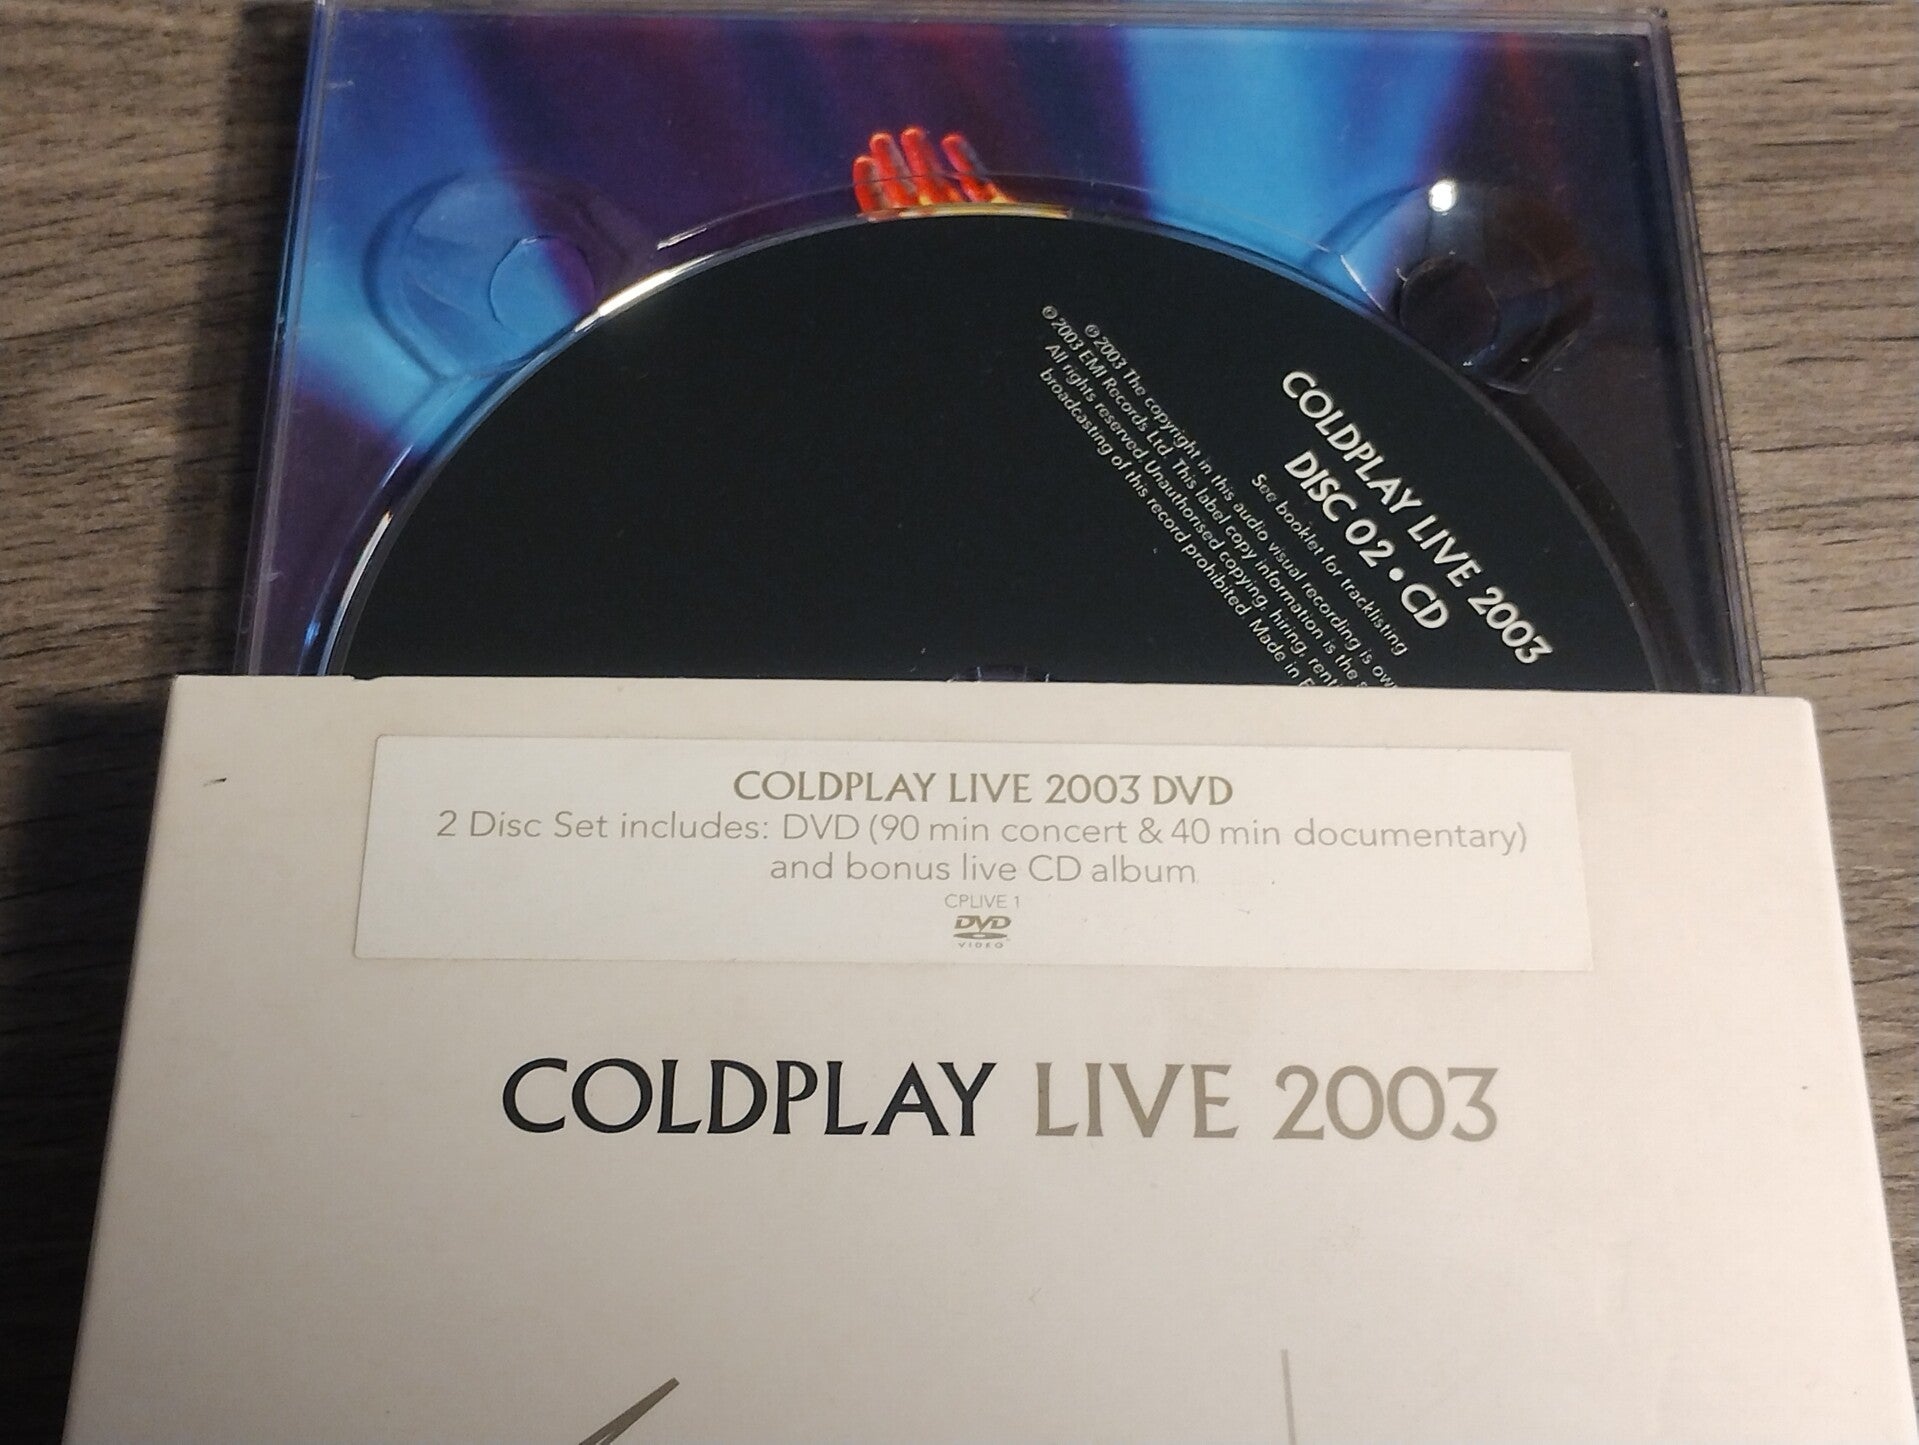 COLDPLAY LIVE 2003
DISC 02 • CD
See booklet for tracklisting
℗ 2003 The copyright in this audio visual recording is
© 2003 EMI Records Ltd. This label copy information is the
All rights reserved. Unauthorised copying, hiring,
broadcasting of this record prohibited. Made in
COLDPLAY LIVE 2003 DVD
2 Disc Set includes: DVD (90 min concert & 40 min documentary)
and bonus live CD album
CPLIVE 1
DVD
VIDEO
COLDPLAY LIVE 2003